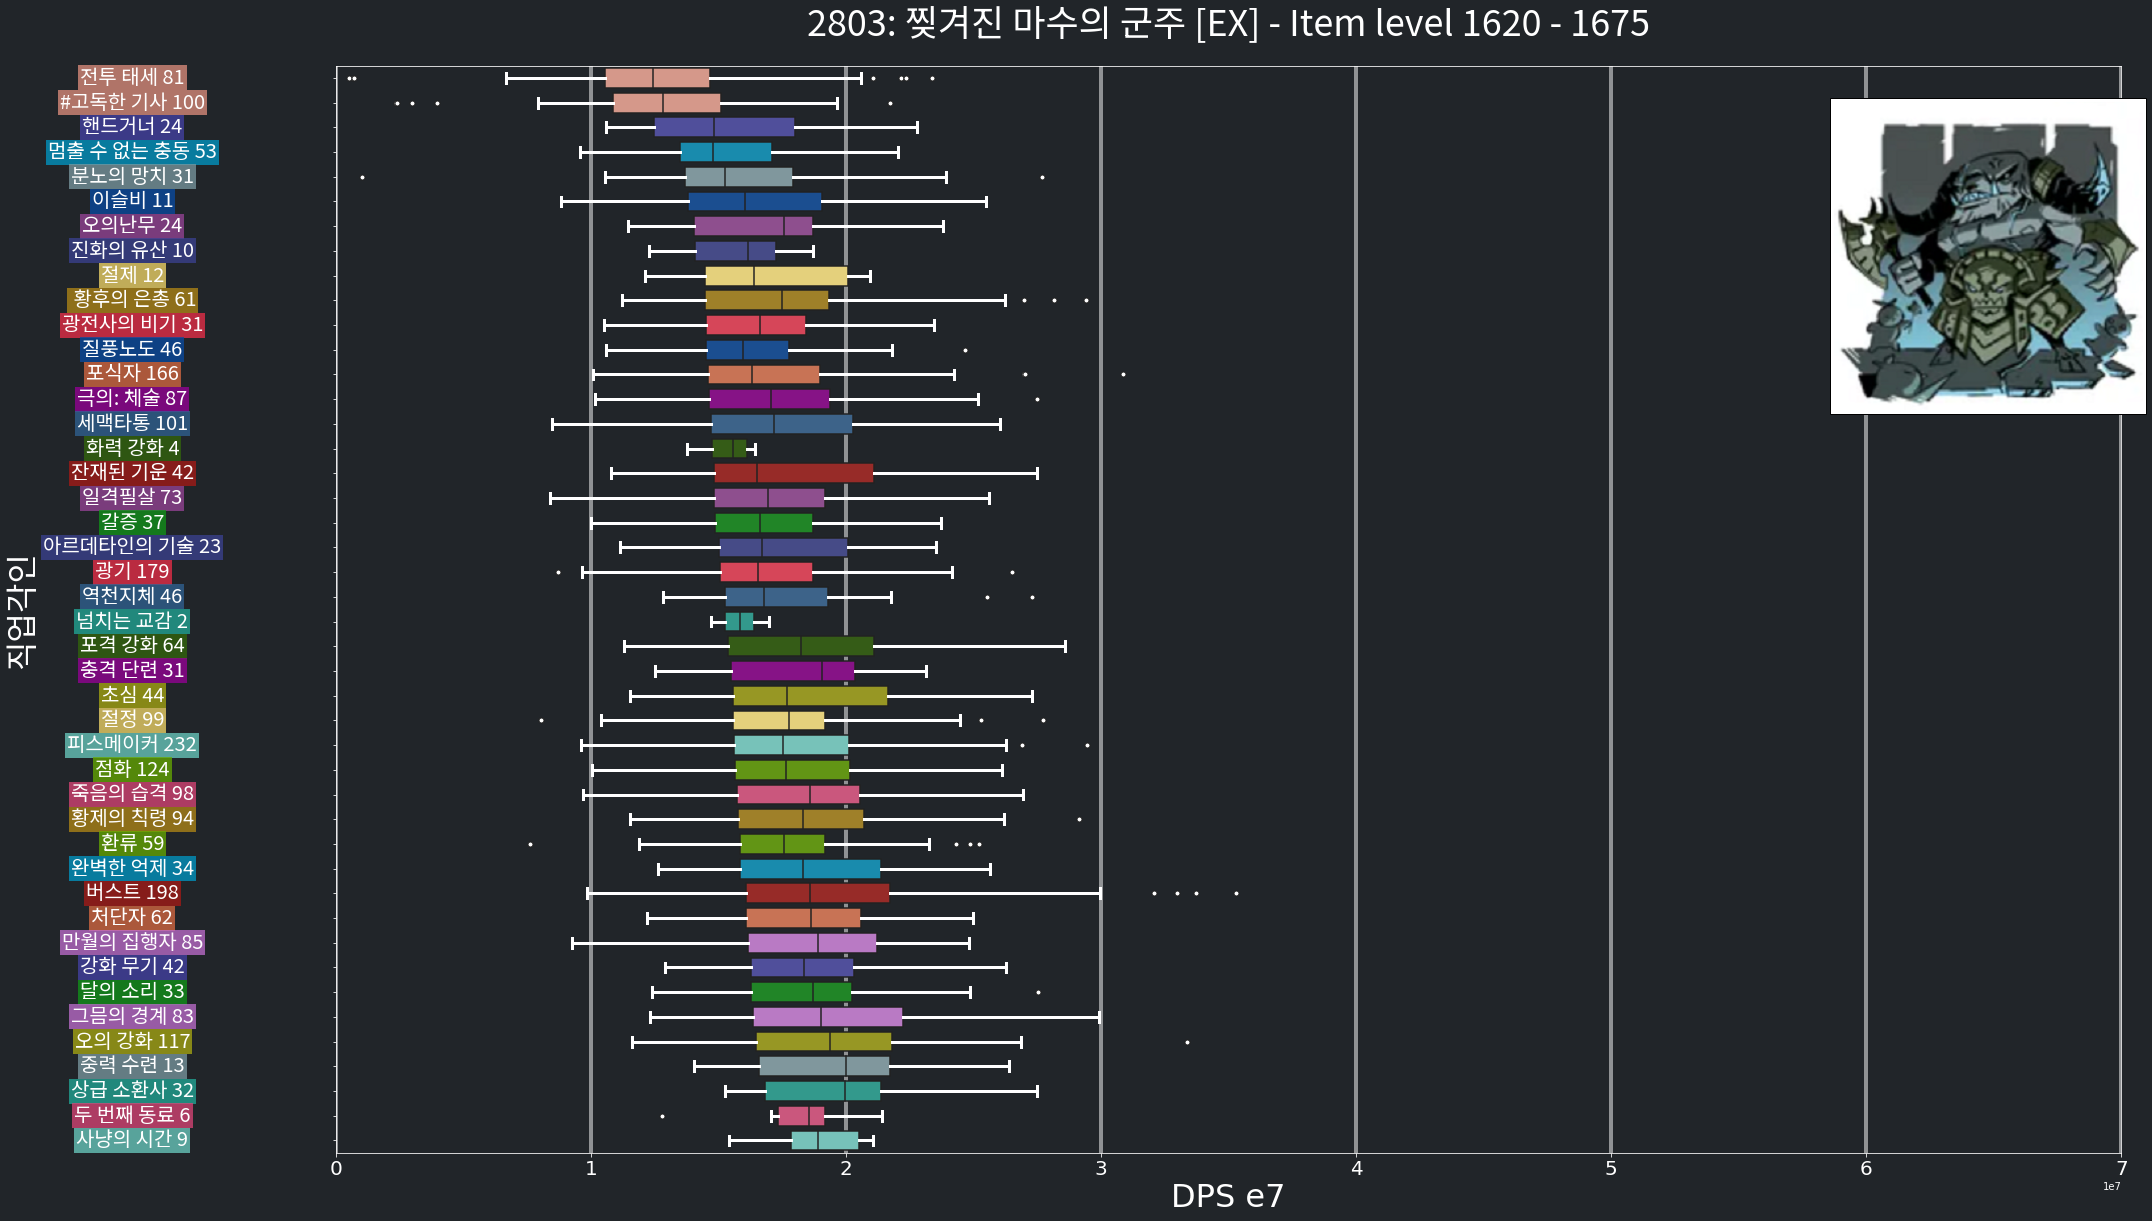 2803: 찢겨진 마수의 군주 [EX] - Item level 1620 - 1675
직업각인
전투 태세 81
#고독한 기사 100
핸드거너 24
멈출 수 없는 충동 53
분노의 망치 31
이슬비 11
오의난무 24
진화의 유산 10
절제 12
황후의 은총 61
광전사의 비기 31
질풍노도 46
포식자 166
극의: 체술 87
세맥타통 101
화력 강화 4
잔재된 기운 42
일격필살 73
갈증 37
아르데타인의 기술 23
광기 179
역천지체 46
넘치는 교감 2
포격 강화 64
충격 단련 31
초심 44
절정 99
피스메이커 232
점화 124
죽음의 습격 98
황제의 칙령 94
환류 59
완벽한 억제 34
버스트 198
처단자 62
만월의 집행자 85
강화 무기 42
달의 소리 33
그믐의 경계 83
오의 강화 117
중력 수련 13
상급 소환사 32
두 번째 동료 6
사냥의 시간 9
0 1 2 3 4 5 6 7
1e7
DPS e7